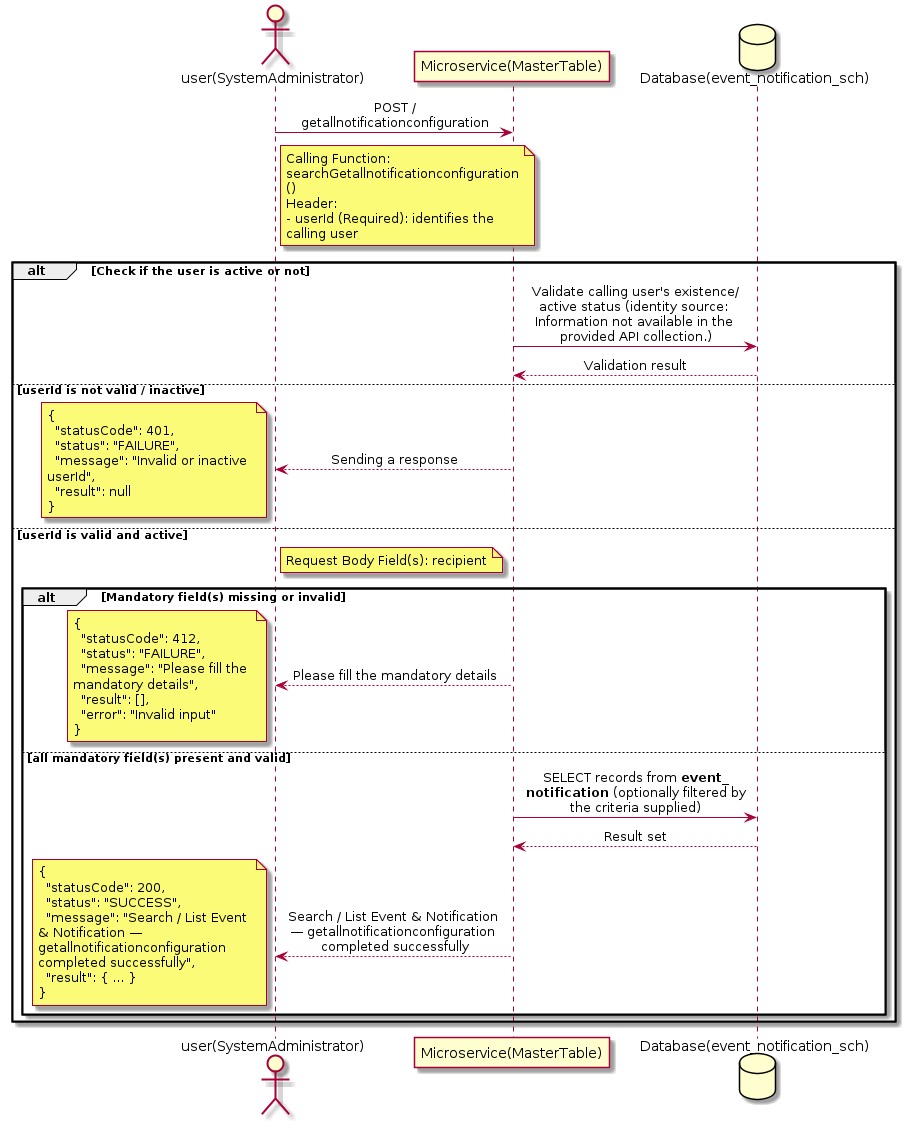 user(SystemAdministrator)
Microservice(MasterTable)
Database(event_notification_sch)
POST /
getallnotificationconfiguration
Calling Function:
searchGetallnotificationconfiguration
()
Header:
- userId (Required): identifies the
calling user
alt
[Check if the user is active or not]
Validate calling user's existence/
active status (identity source:
Information not available in the
provided API collection.)
Validation result
[userId is not valid / inactive]
{
"statusCode": 401,
"status": "FAILURE",
"message": "Invalid or inactive
userId",
"result": null
}
Sending a response
[userId is valid and active]
Request Body Field(s): recipient
alt
[Mandatory field(s) missing or invalid]
{
"statusCode": 412,
"status": "FAILURE",
"message": "Please fill the
mandatory details",
"result": [],
"error": "Invalid input"
}
Please fill the mandatory details
[all mandatory field(s) present and valid]
SELECT records from event_
notification (optionally filtered by
the criteria supplied)
Result set
{
"statusCode": 200,
"status": "SUCCESS",
"message": "Search / List Event
& Notification —
getallnotificationconfiguration
completed successfully",
"result": { ... }
}
Search / List Event & Notification
— getallnotificationconfiguration
completed successfully
user(SystemAdministrator)
Microservice(MasterTable)
Database(event_notification_sch)